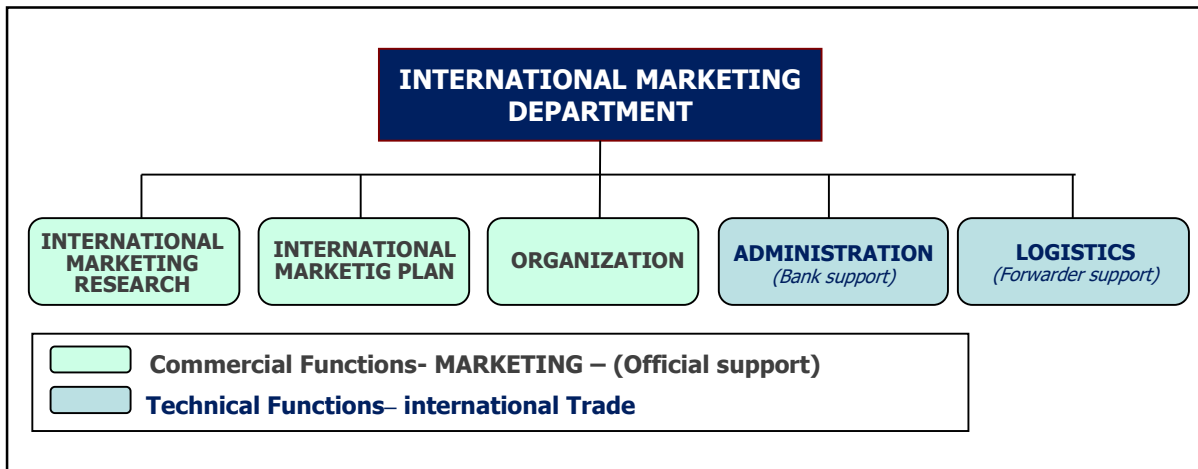 INTERNATIONAL MARKETING
DEPARTMENT
INTERNATIONAL
MARKETING
RESEARCH
INTERNATIONAL
MARKETIG PLAN
ORGANIZATION
ADMINISTRATION
(Bank support)
LOGISTICS
(Forwarder support)
Commercial Functions- MARKETING – (Official support)
Technical Functions– international Trade